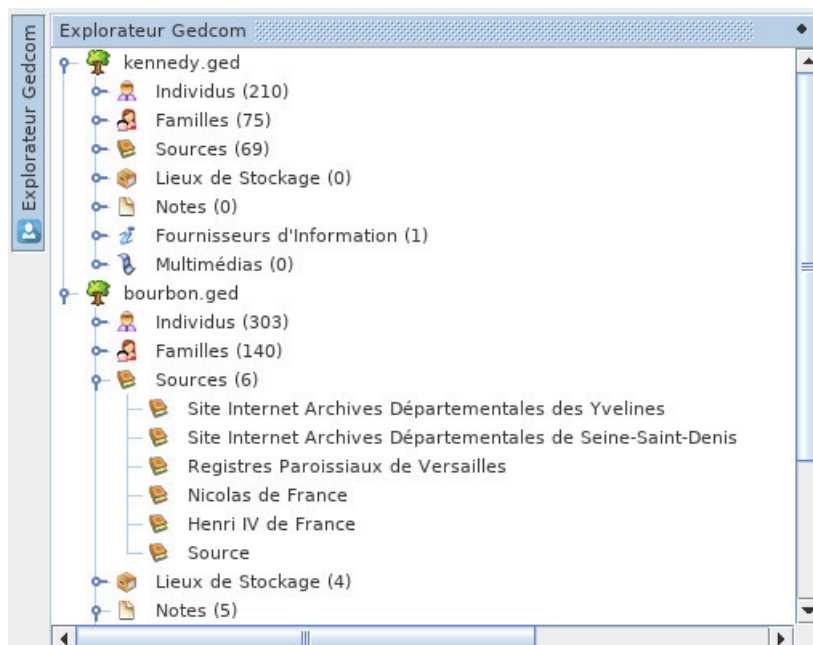 Explorateur Gedcom
Explorateur Gedcom
kennedy.ged
Individus (210)
Familles (75)
Sources (69)
Lieux de Stockage (0)
Notes (0)
Fournisseurs d'Information (1)
Multimédias (0)
bourbon.ged
Individus (303)
Familles (140)
Sources (6)
Site Internet Archives Départementales des Yvelines
Site Internet Archives Départementales de Seine-Saint-Denis
Registres Paroissiaux de Versailles
Nicolas de France
Henri IV de France
Source
Lieux de Stockage (4)
Notes (5)